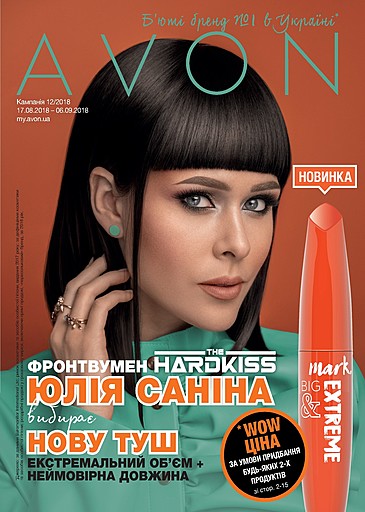 Б'юті бренд №1 в Україні*
AVON
Кампанія 12/2018
17.08.2018 – 06.09.2018
my.avon.ua
НОВИНКА
ФРОНТВУМЕН THE HARDKISS
ЮЛІЯ САНІНА
вибирає
НОВУ ТУШ
ЕКСТРЕМАЛЬНИЙ ОБ'ЄМ +
НЕЙМОВІРНА ДОВЖИНА
*WOW
ЦІНА
ЗА УМОВИ ПРИДБАННЯ
БУДЬ-ЯКИХ 2-Х
ПРОДУКТІВ
зі стор. 2-15
mark.
BIG & EXTREME